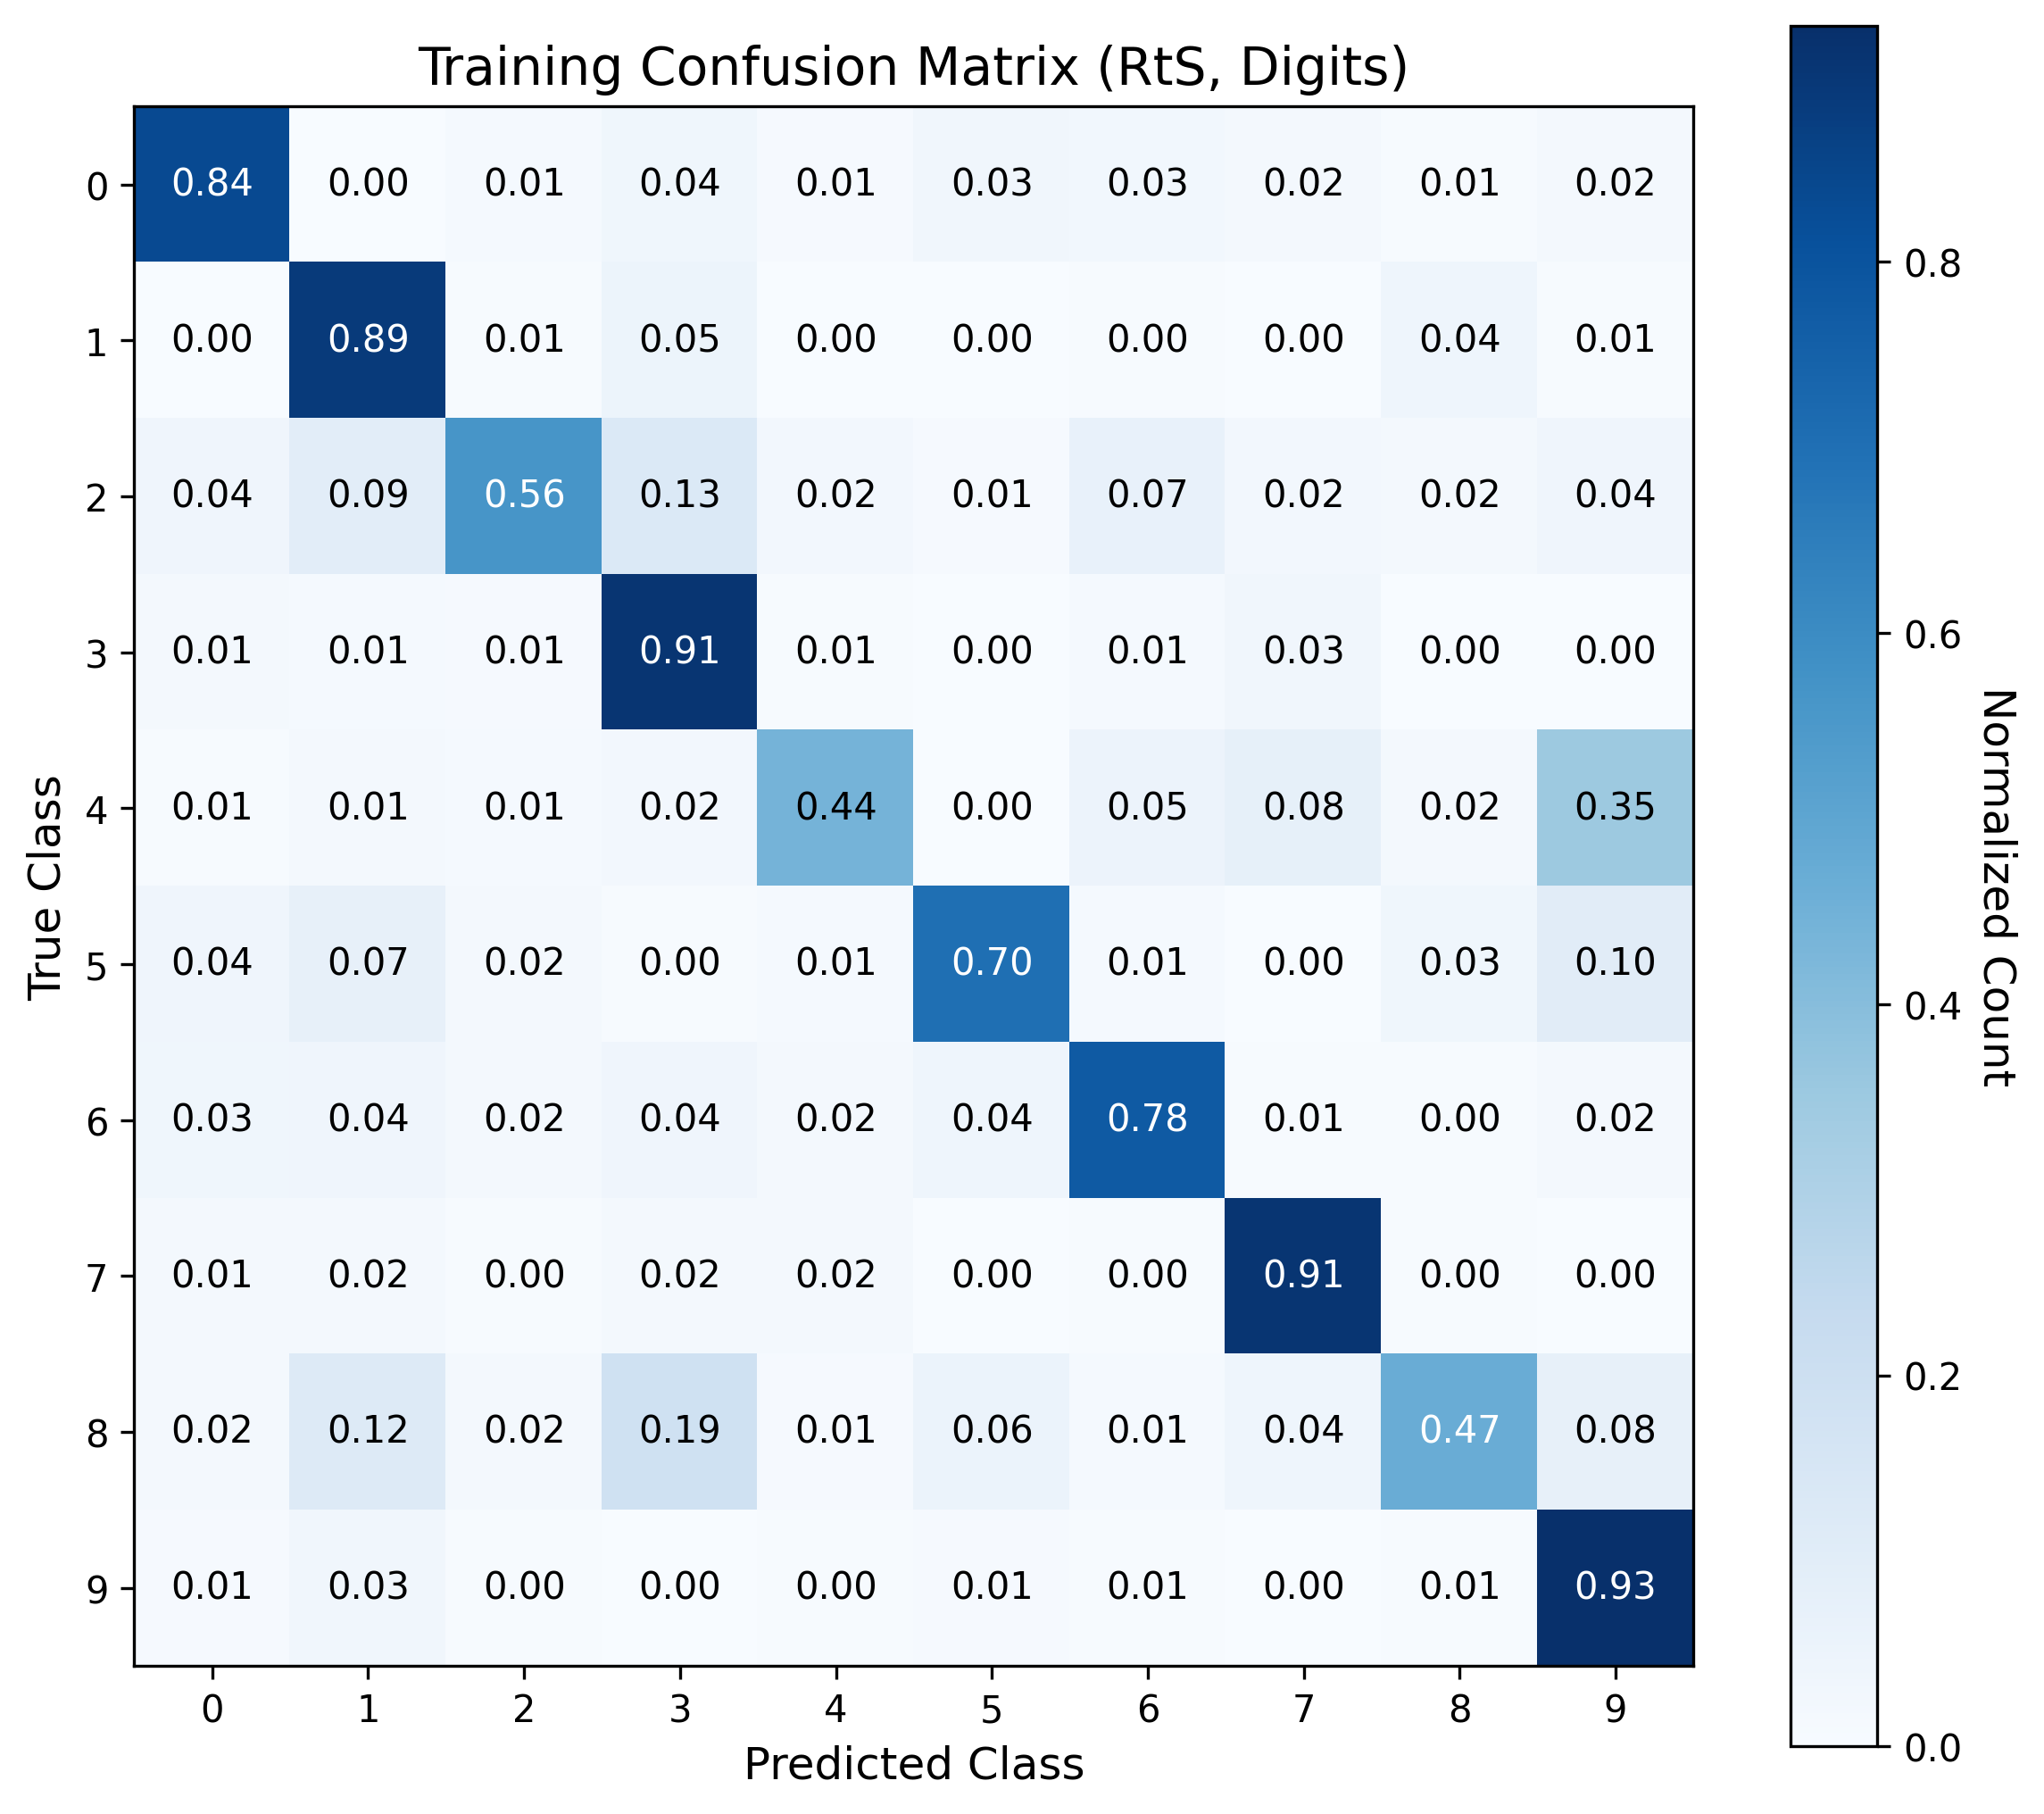 Training Confusion Matrix (RtS, Digits)
0 0.84 0.00 0.01 0.04 0.01 0.03 0.03 0.02 0.01 0.02
1 0.00 0.89 0.01 0.05 0.00 0.00 0.00 0.00 0.04 0.01
2 0.04 0.09 0.56 0.13 0.02 0.01 0.07 0.02 0.02 0.04
3 0.01 0.01 0.01 0.91 0.01 0.00 0.01 0.03 0.00 0.00
4 0.01 0.01 0.01 0.02 0.44 0.00 0.05 0.08 0.02 0.35
5 0.04 0.07 0.02 0.00 0.01 0.70 0.01 0.00 0.03 0.10
6 0.03 0.04 0.02 0.04 0.02 0.04 0.78 0.01 0.00 0.02
7 0.01 0.02 0.00 0.02 0.02 0.00 0.00 0.91 0.00 0.00
8 0.02 0.12 0.02 0.19 0.01 0.06 0.01 0.04 0.47 0.08
9 0.01 0.03 0.00 0.00 0.00 0.01 0.01 0.00 0.01 0.93
0 1 2 3 4 5 6 7 8 9
Predicted Class
True Class
0.8
0.6
0.4
0.2
0.0
Normalized Count